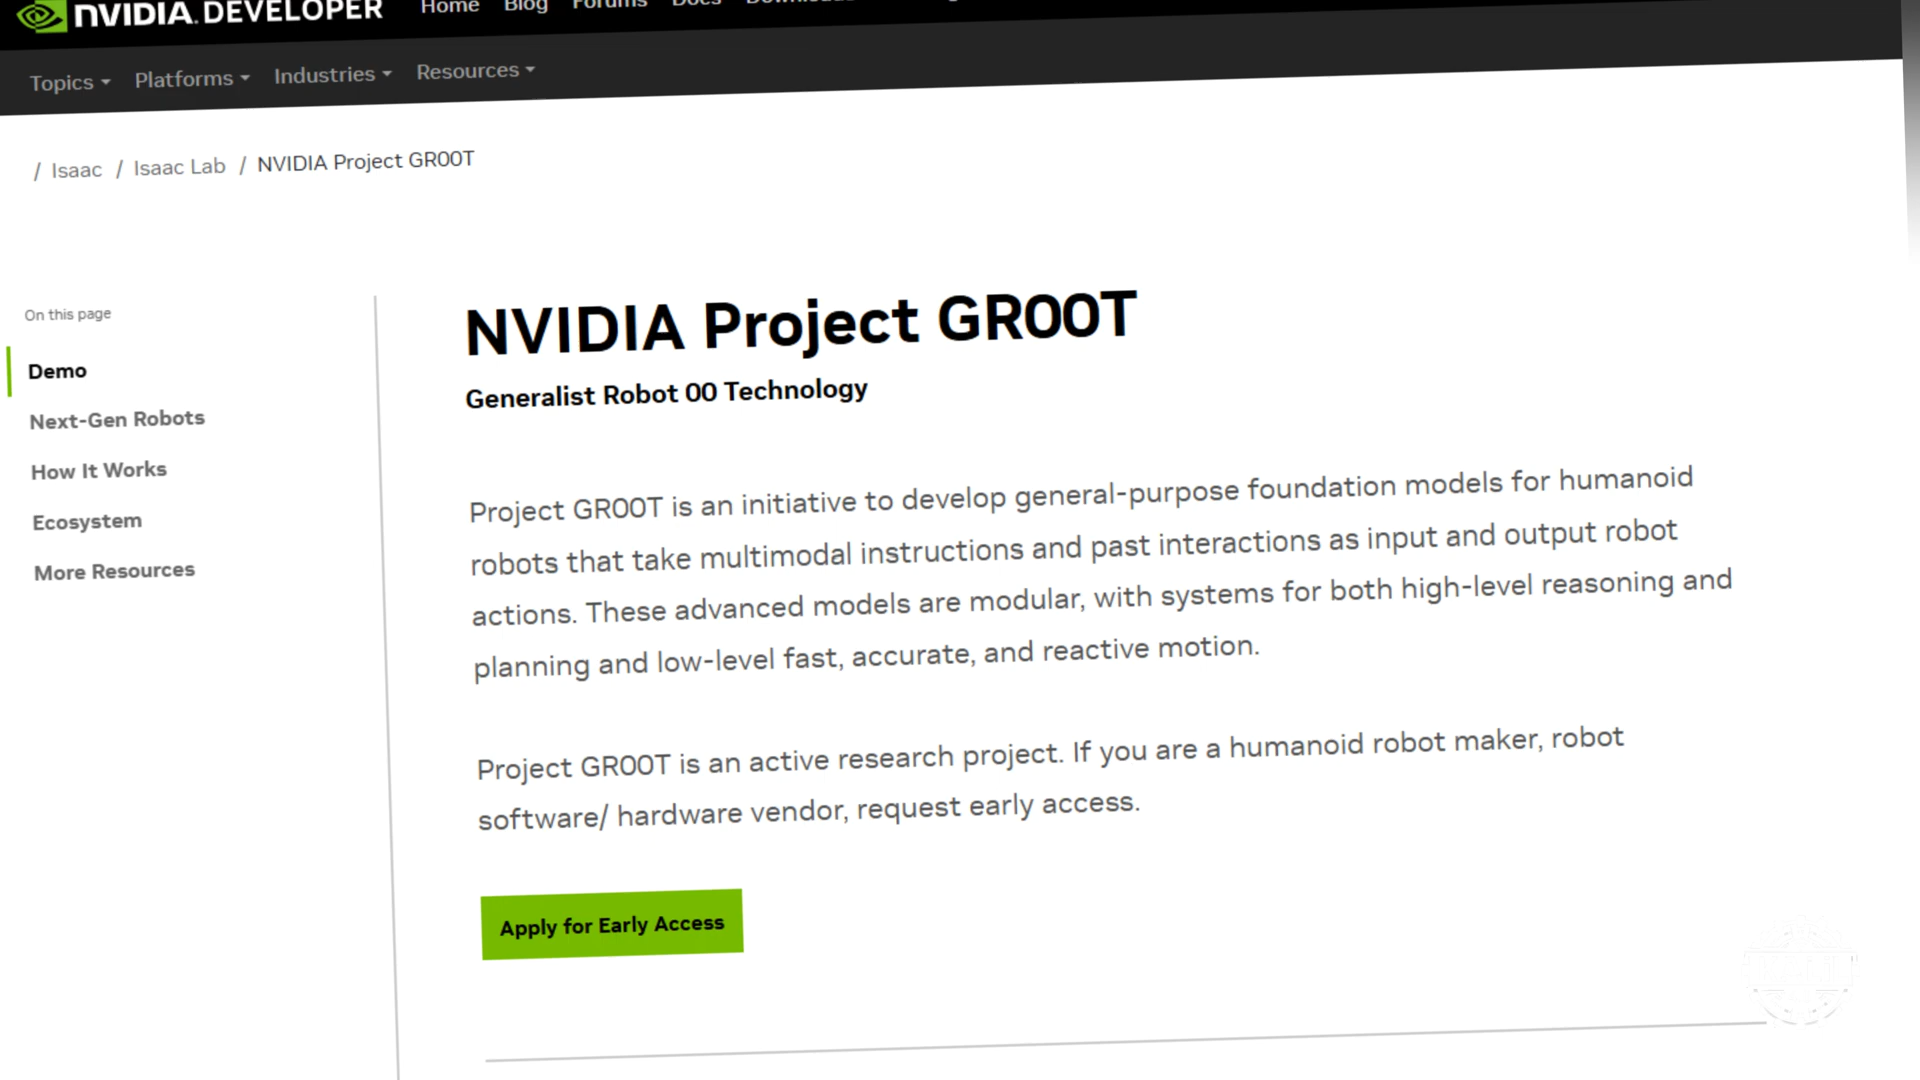 NVIDIA. DEVELOPER Home Blog Forums Docs
Topics Platforms Industries Resources
/ Isaac / Isaac Lab / NVIDIA Project GR00T
On this page
Demo
Next-Gen Robots
How It Works
Ecosystem
More Resources
NVIDIA Project GR00T
Generalist Robot 00 Technology
Project GR00T is an initiative to develop general-purpose foundation models for humanoid
robots that take multimodal instructions and past interactions as input and output robot
actions. These advanced models are modular, with systems for both high-level reasoning and
planning and low-level fast, accurate, and reactive motion.
Project GR00T is an active research project. If you are a humanoid robot maker, robot
software/ hardware vendor, request early access.
Apply for Early Access